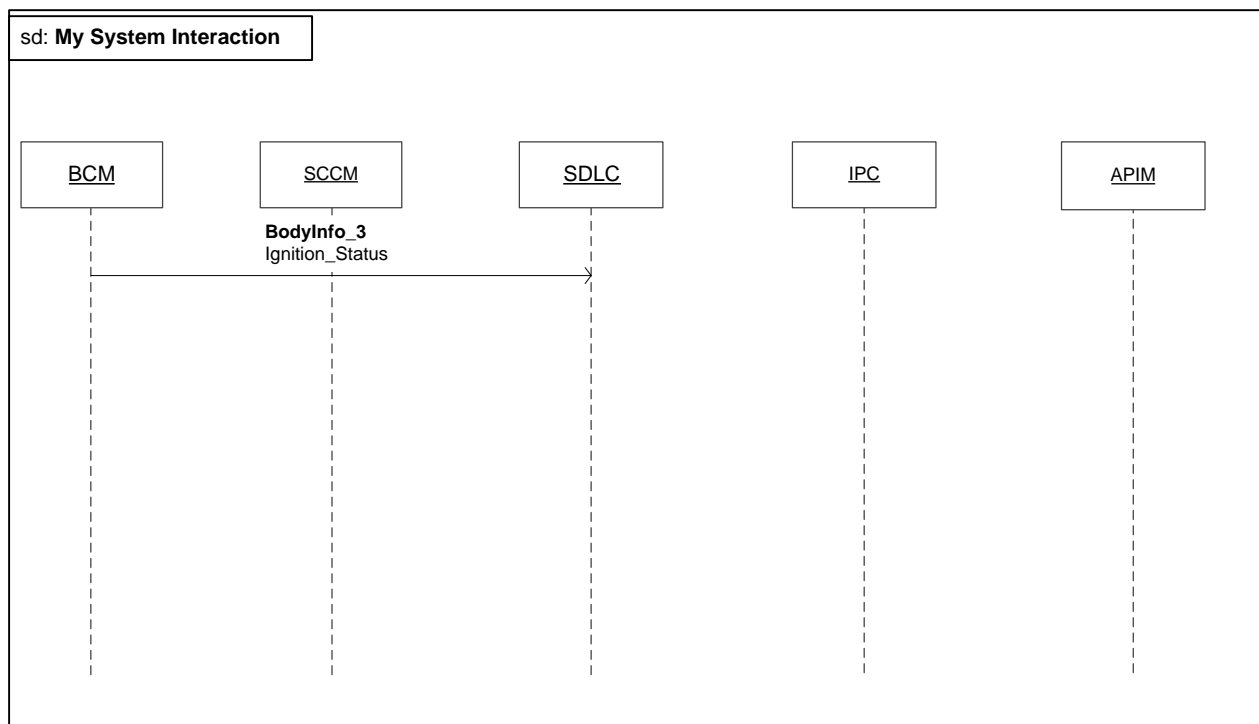 sd: My System Interaction
BCM
SCCM
SDLC
IPC
APIM
BodyInfo_3
Ignition_Status